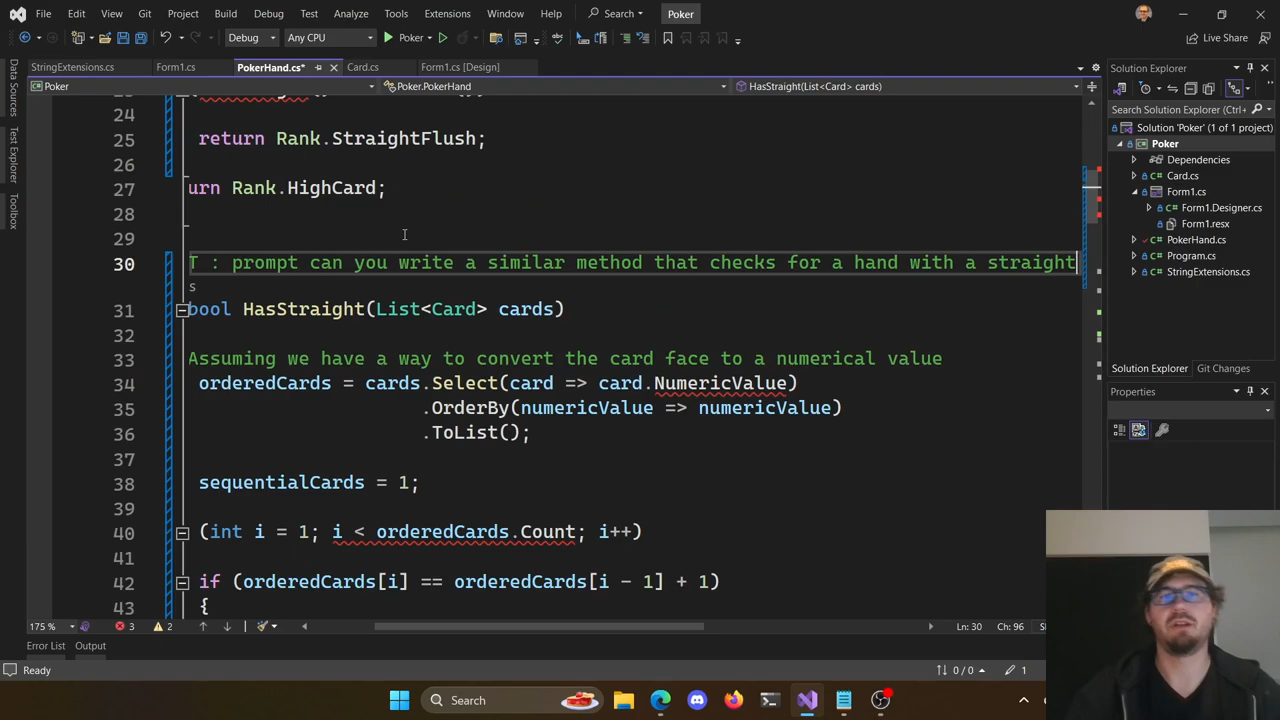 File Edit View Git Project Build Debug Test Analyze Tools Extensions Window Help Search Poker
Debug Any CPU Poker Live Share
StringExtensions.cs Form1.cs PokerHand.cs* Card.cs Form1.cs [Design]
Poker Poker.PokerHand HasStraight(List<Card> cards)
Data Sources
Test Explorer
Toolbox
24
25 return Rank.StraightFlush;
26
27 urn Rank.HighCard;
28
29
30 T : prompt can you write a similar method that checks for a hand with a straight
s
31 bool HasStraight(List<Card> cards)
32
33 Assuming we have a way to convert the card face to a numerical value
34 orderedCards = cards.Select(card => card.NumericValue)
35 .OrderBy(numericValue => numericValue)
36 .ToList();
37
38 sequentialCards = 1;
39
40 (int i = 1; i < orderedCards.Count; i++)
41
42 if (orderedCards[i] == orderedCards[i - 1] + 1)
43 {
175 % 3 2 Ln: 30 Ch: 96
Error List Output
Ready 0 / 0 1
Solution Explorer
Search Solution Explorer (Ctrl+
Solution 'Poker' (1 of 1 project)
Poker
Dependencies
Card.cs
Form1.cs
Form1.Designer.cs
Form1.resx
PokerHand.cs
Program.cs
StringExtensions.cs
Solution Explorer Git Changes
Properties
Search